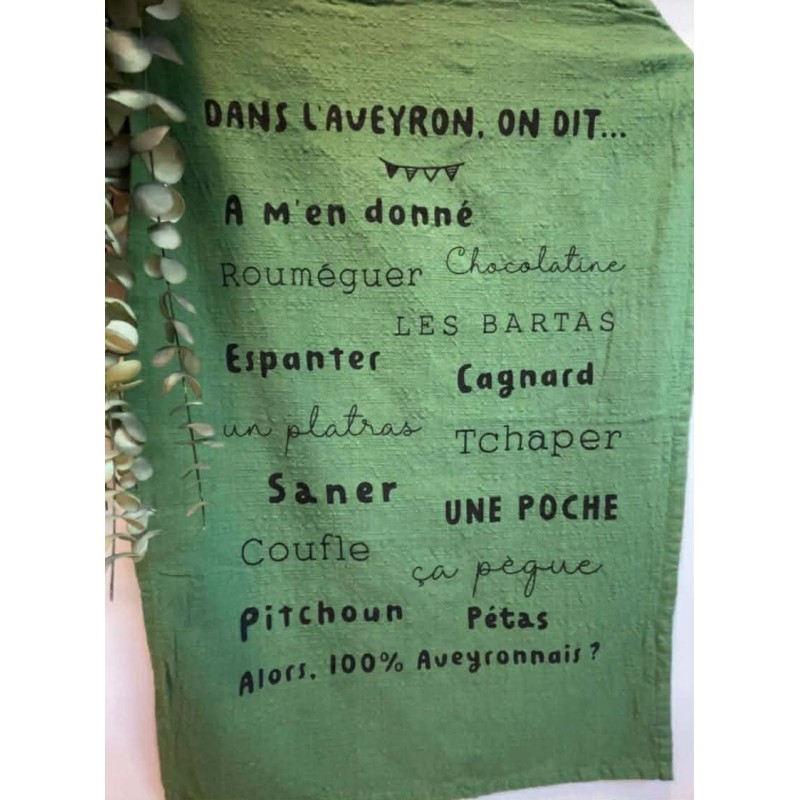 DANS L'AVEYRON, ON DIT...
A M'en donné
Rouméguer
Chocolatine
LES BARTAS
Espanter
Cagnard
un platras
Tchaper
Saner
UNE POCHE
Coufle
ça pègue
Pitchoun
Pétas
Alors, 100% Aveyronnais ?